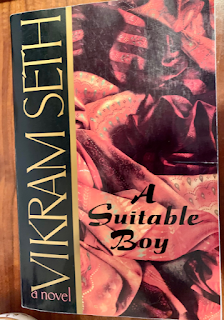 VIKRAM SETH
a novel
A
Suitable
Boy